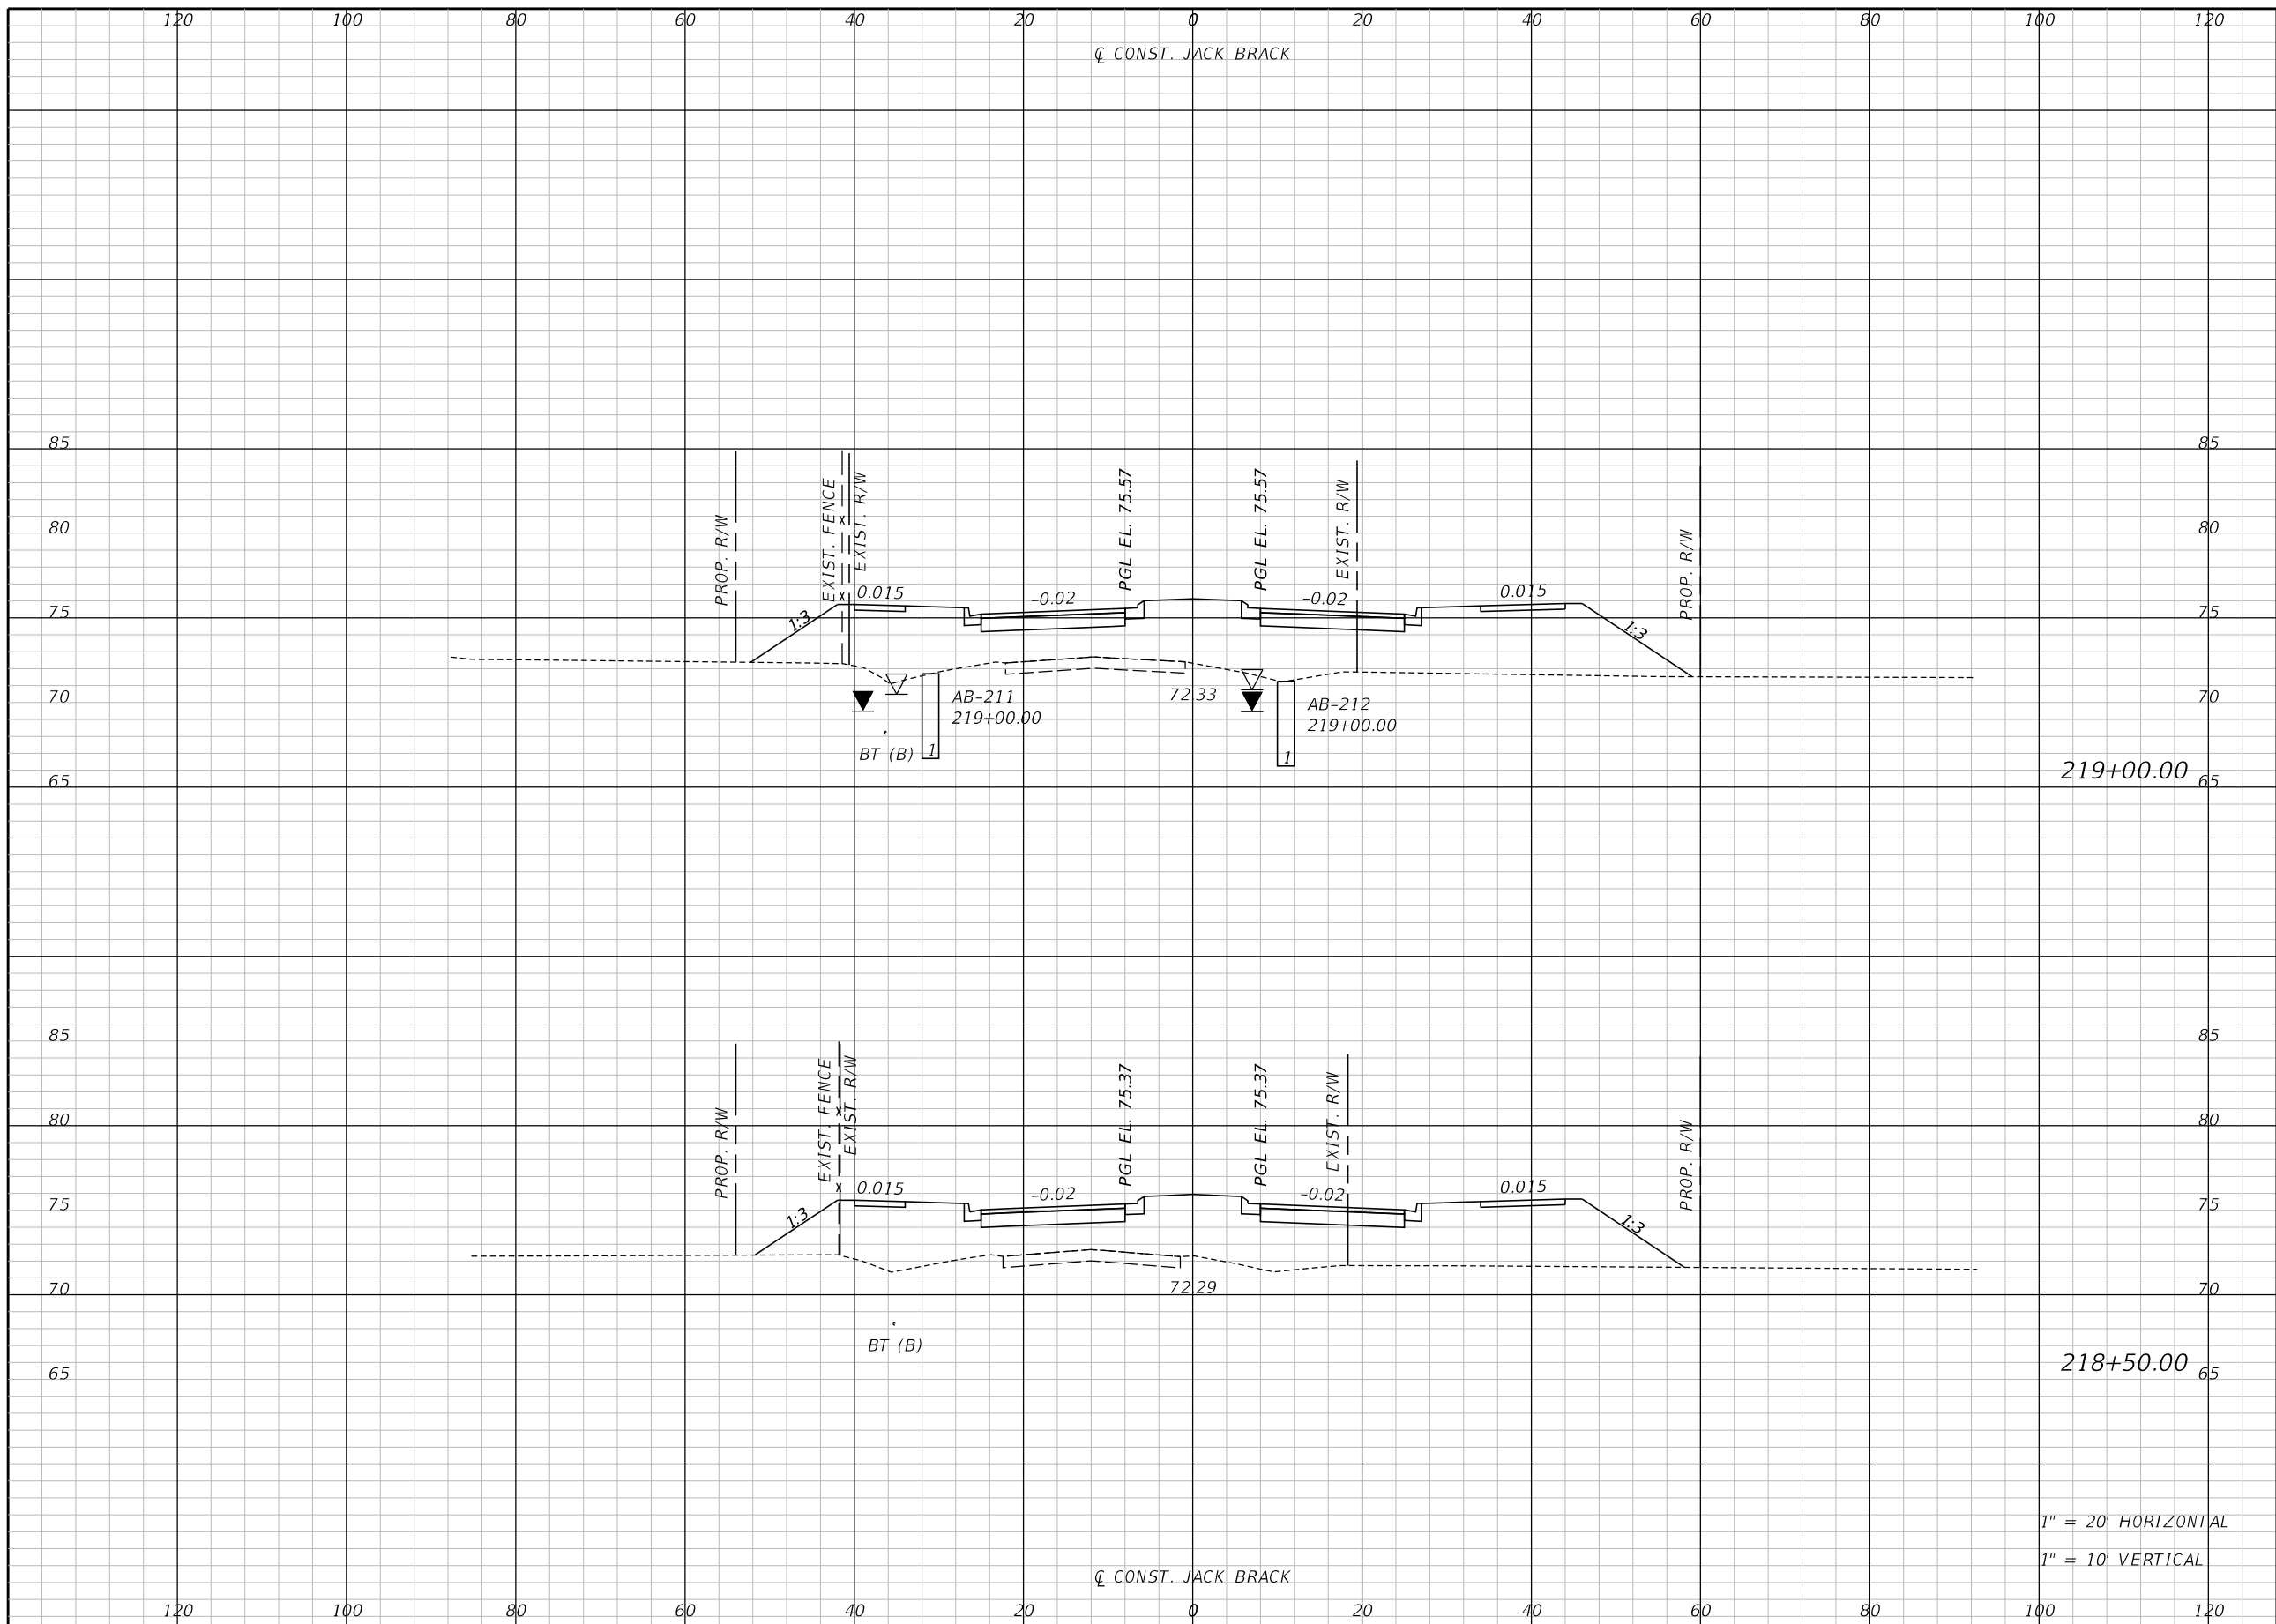 120 100 80 60 40 20 0 20 40 60 80 100 120
℄ CONST. JACK BRACK
85 85
PROP. R/W
EXIST. FENCE
EXIST. R/W
PGL EL. 75.57
PGL EL. 75.57
EXIST. R/W
PROP. R/W
80 80
X
X
0.015 -0.02 -0.02 0.015
75 75
1:3 1:3
70 70
AB-211
219+00.00
72.33
AB-212
219+00.00
BT (B)
1 1
219+00.00
65 65
85 85
PROP. R/W
EXIST. FENCE
EXIST. R/W
PGL EL. 75.37
PGL EL. 75.37
EXIST. R/W
PROP. R/W
80 80
X
X
0.015 -0.02 -0.02 0.015
75 75
1:3 1:3
70 70
72.29
BT (B)
218+50.00
65 65
1" = 20' HORIZONTAL
1" = 10' VERTICAL
℄ CONST. JACK BRACK
120 100 80 60 40 20 0 20 40 60 80 100 120